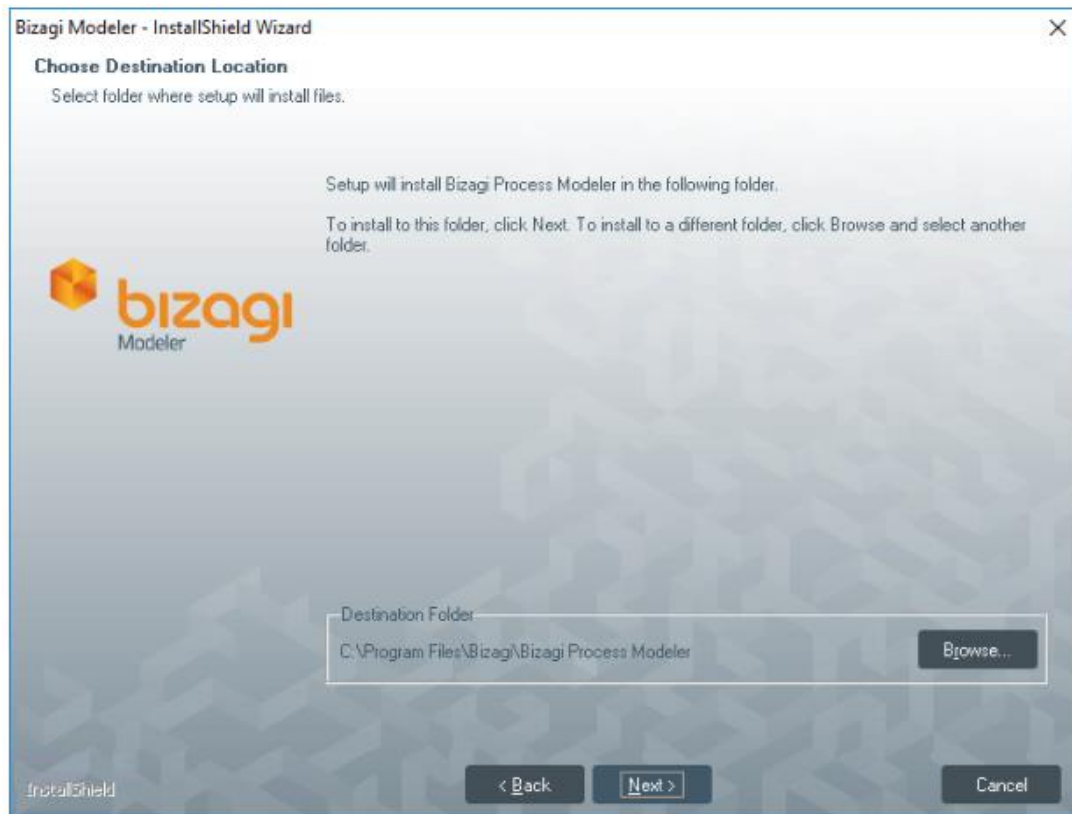 Bizagi Modeler - InstallShield Wizard
Choose Destination Location
Select folder where setup will install files.
Setup will install Bizagi Process Modeler in the following folder.
To install to this folder, click Next. To install to a different folder, click Browse and select another
folder.
bizagi
Modeler
Destination Folder
C:\Program Files\Bizagi\Bizagi Process Modeler
Browse...
InstallShield
< Back
Next >
Cancel